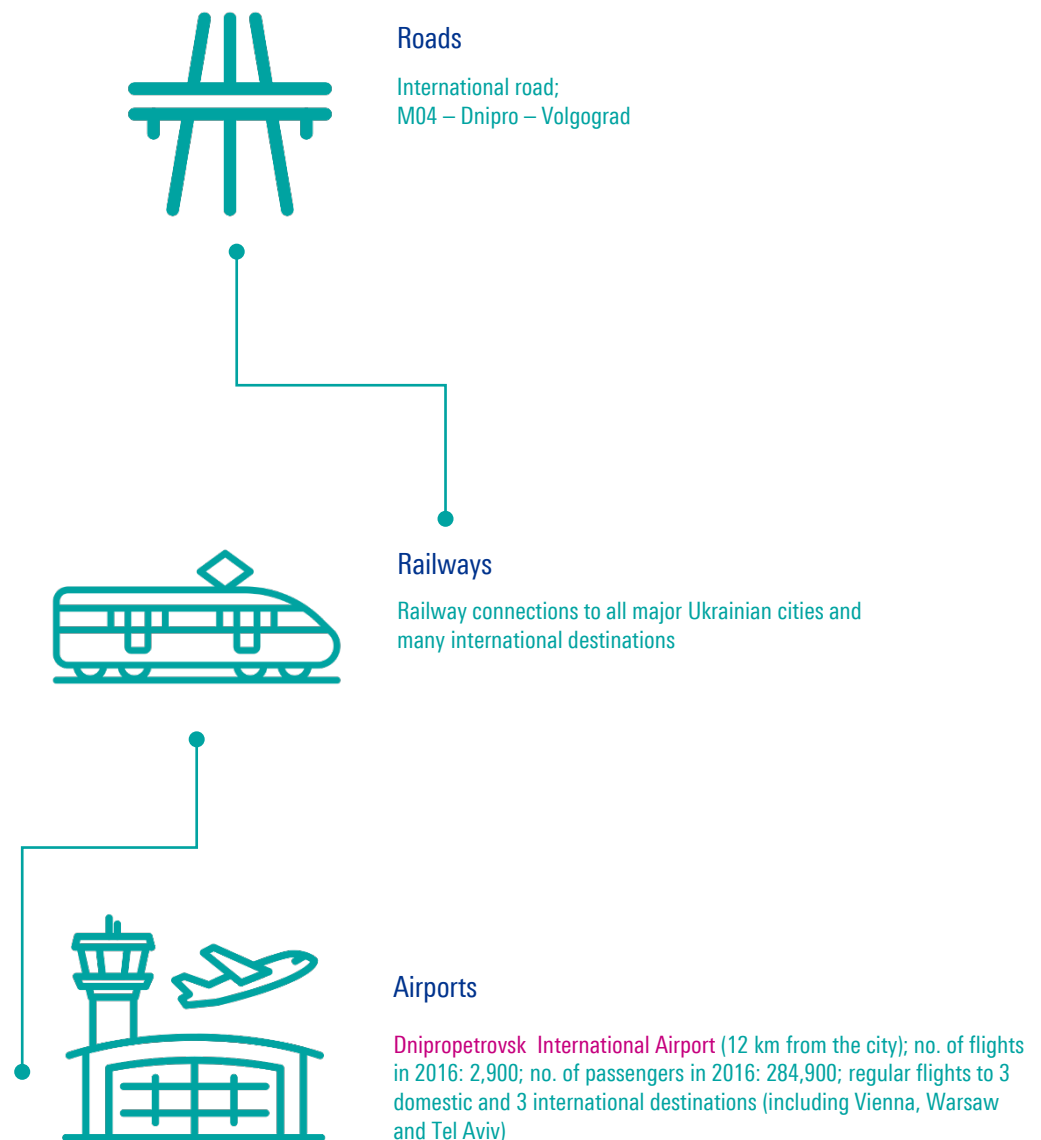 Roads
International road;
M04 – Dnipro – Volgograd
Railways
Railway connections to all major Ukrainian cities and
many international destinations
Airports
Dnipropetrovsk International Airport (12 km from the city); no. of flights
in 2016: 2,900; no. of passengers in 2016: 284,900; regular flights to 3
domestic and 3 international destinations (including Vienna, Warsaw
and Tel Aviv)